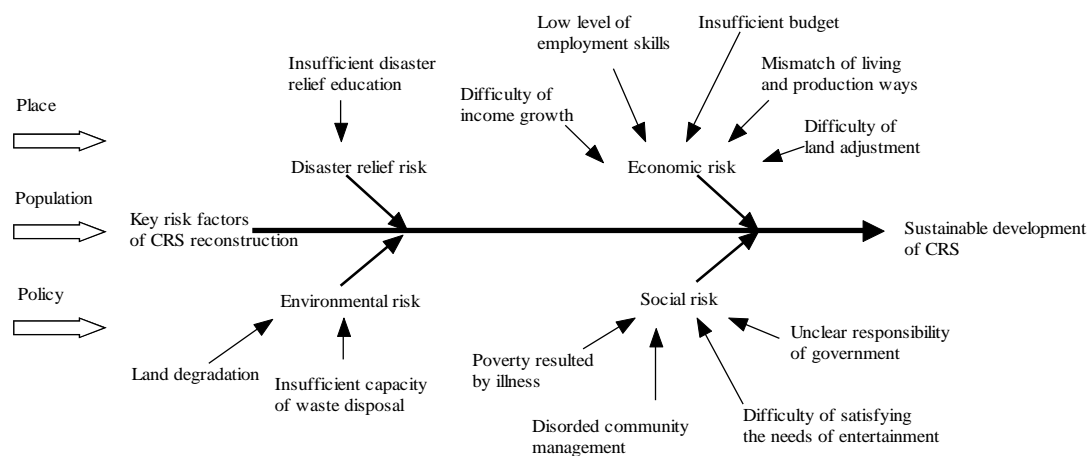 Low level of
employment skills
Insufficient budget
Insufficient disaster
relief education
Mismatch of living
and production ways
Place
Difficulty of
income growth
Difficulty of
land adjustment
Disaster relief risk
Economic risk
Population
Key risk factors
of CRS reconstruction
Sustainable development
of CRS
Policy
Environmental risk
Social risk
Unclear responsibility
of government
Land degradation
Poverty resulted
by illness
Insufficient capacity
of waste disposal
Disorded community
management
Difficulty of satisfying
the needs of entertainment